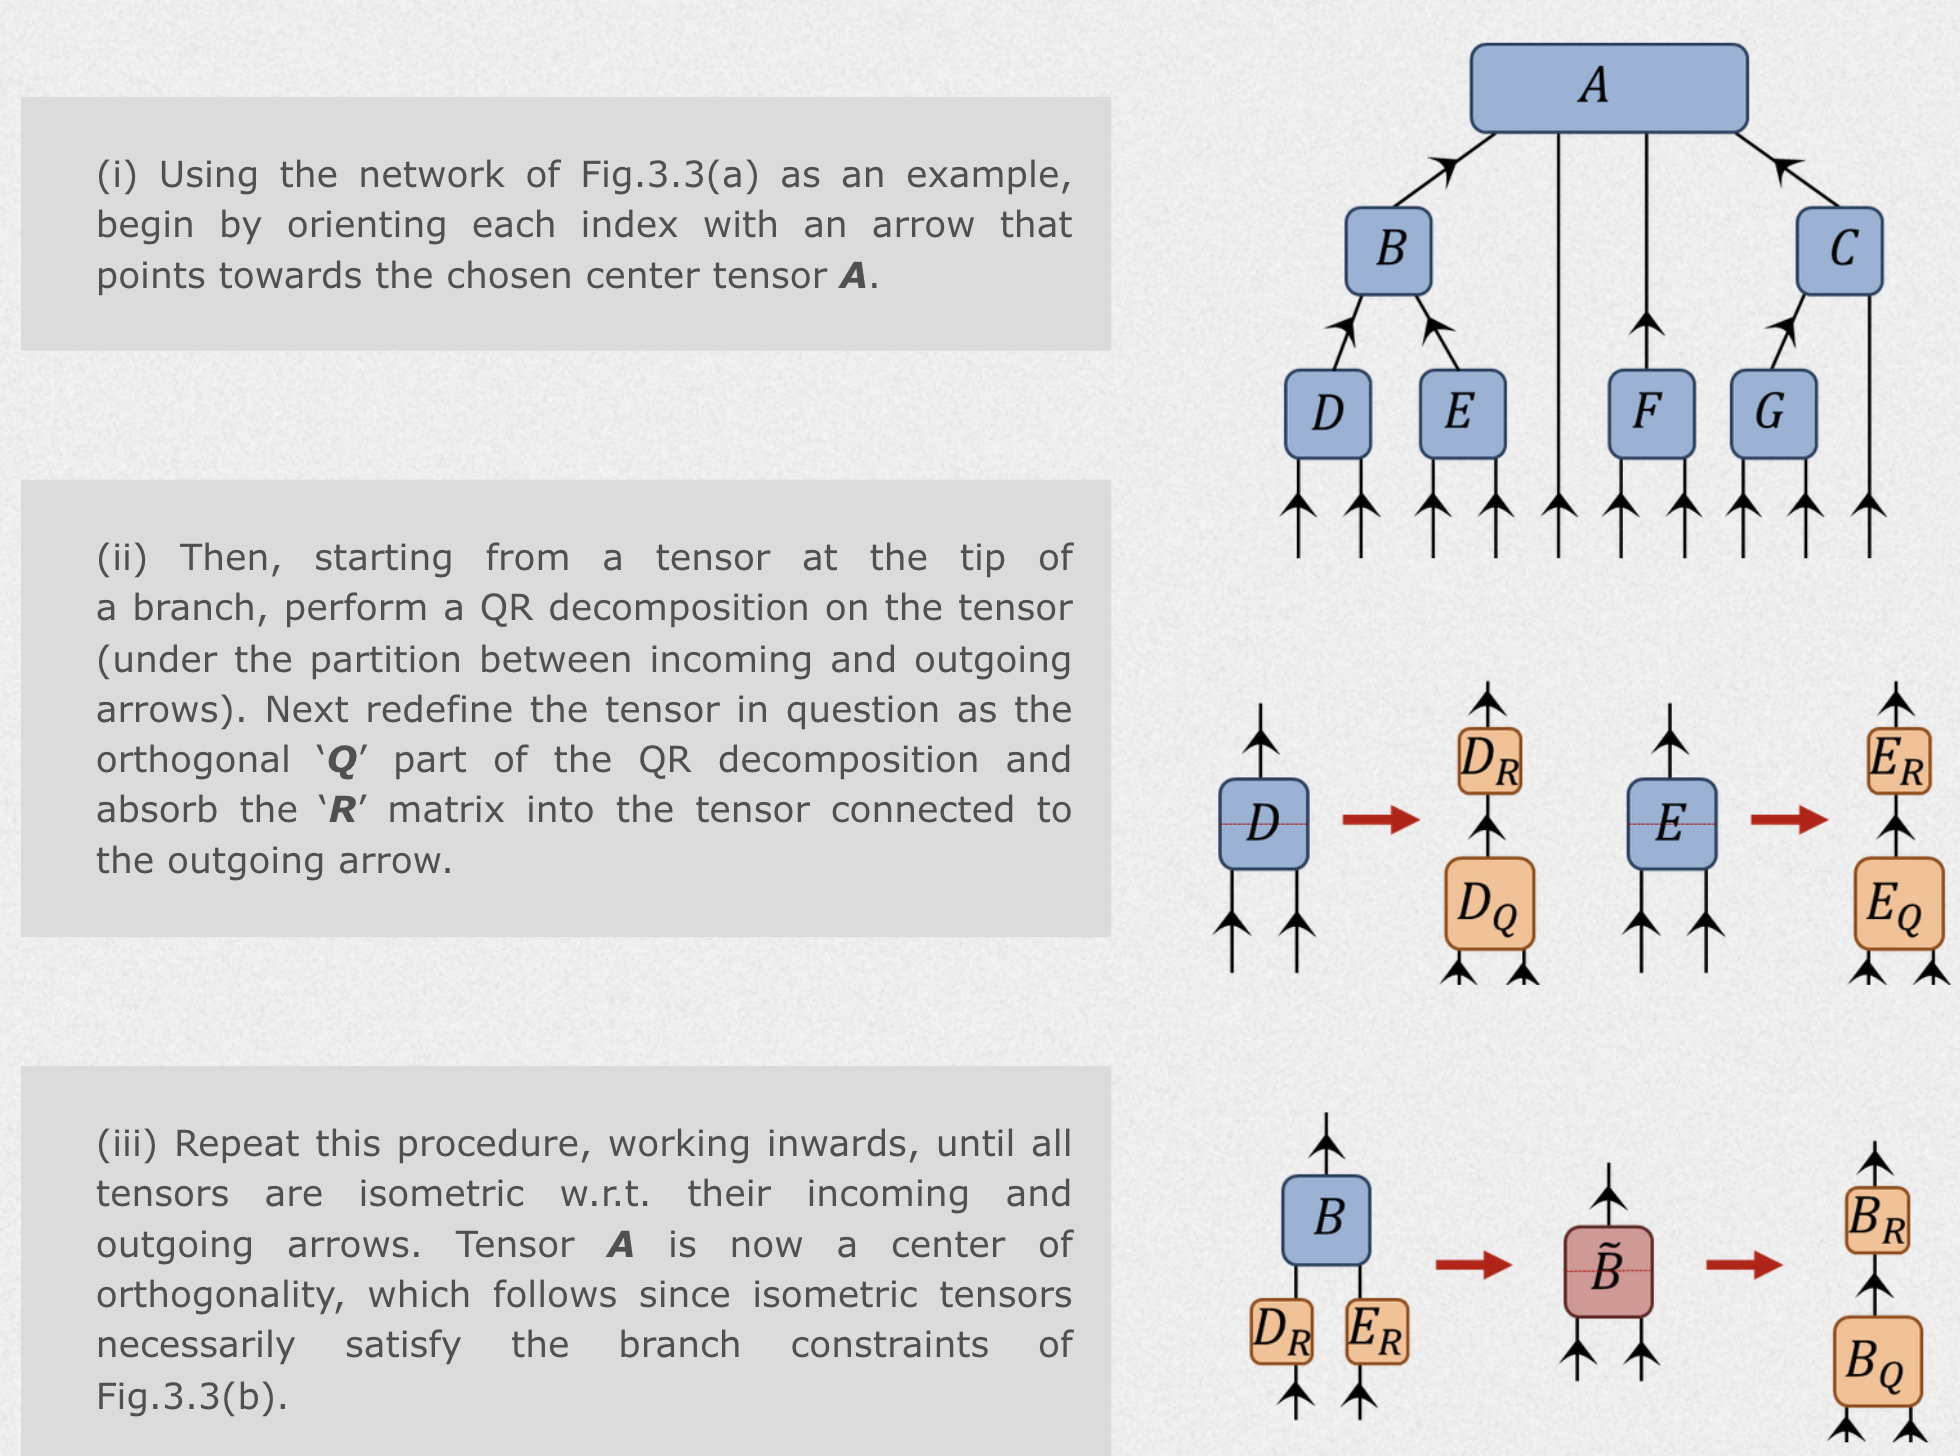 (i) Using the network of Fig.3.3(a) as an example,
begin by orienting each index with an arrow that
points towards the chosen center tensor A.
A
B C
D E F G
(ii) Then, starting from a tensor at the tip of
a branch, perform a QR decomposition on the tensor
(under the partition between incoming and outgoing
arrows). Next redefine the tensor in question as the
orthogonal ‵Q′ part of the QR decomposition and
absorb the ‵R′ matrix into the tensor connected to
the outgoing arrow.
D_R E_R
D E
D_Q E_Q
(iii) Repeat this procedure, working inwards, until all
tensors are isometric w.r.t. their incoming and
outgoing arrows. Tensor A is now a center of
orthogonality, which follows since isometric tensors
necessarily satisfy the branch constraints of
Fig.3.3(b).
B B_R
B̃
D_R E_R B_Q